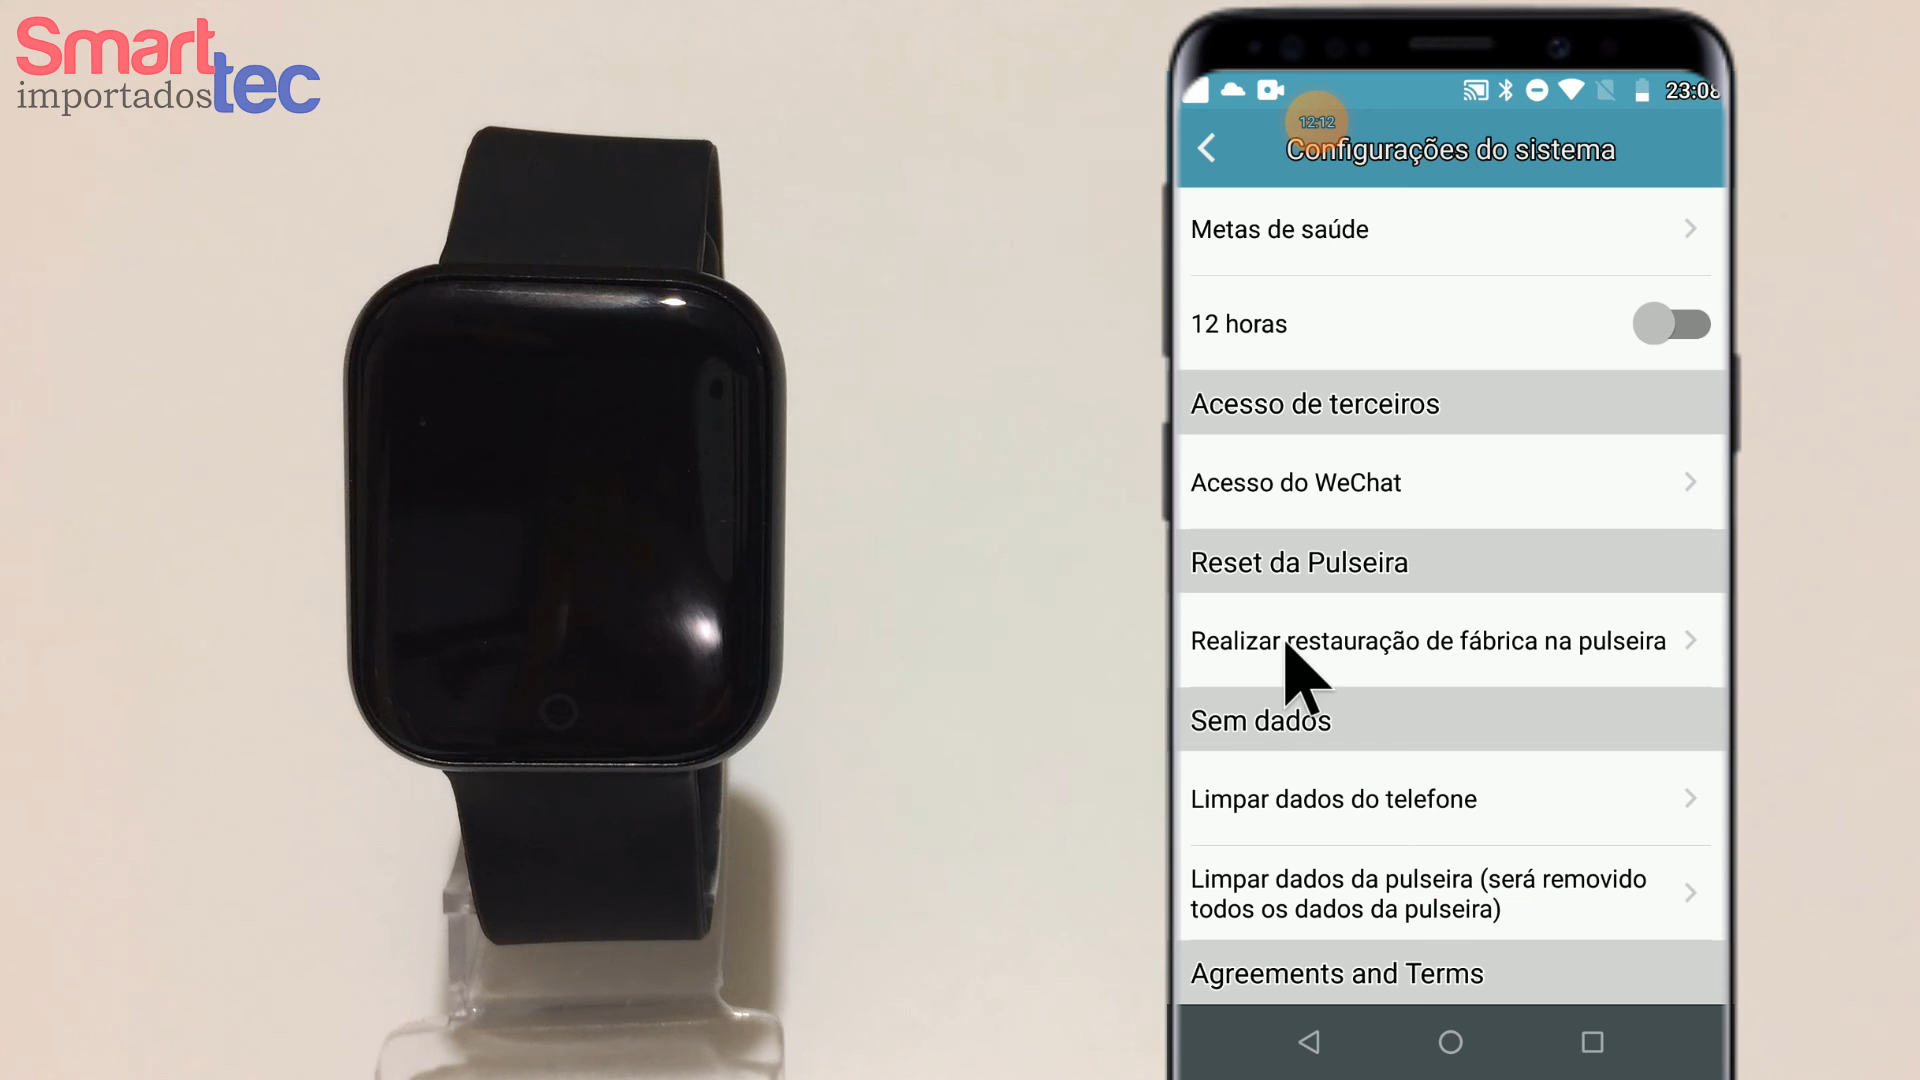 Smart
importados tec
23:08
12:12
Configurações do sistema
Metas de saúde
12 horas
Acesso de terceiros
Acesso do WeChat
Reset da Pulseira
Realizar restauração de fábrica na pulseira
Sem dados
Limpar dados do telefone
Limpar dados da pulseira (será removido
todos os dados da pulseira)
Agreements and Terms